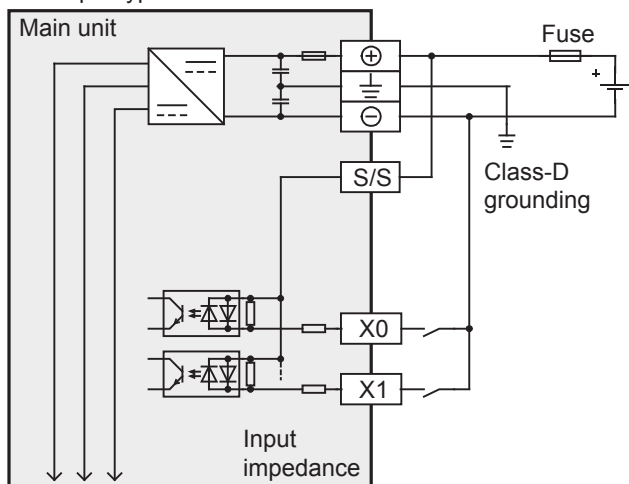 Main unit
Fuse
+
S/S
Class-D
grounding
X0
X1
Input
impedance